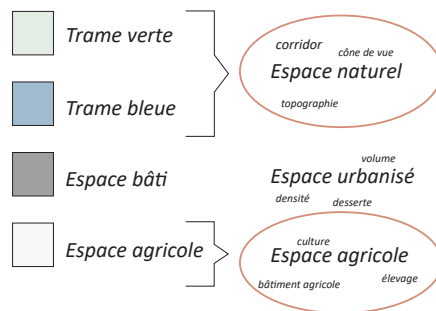 Trame verte
Trame bleue
Espace bâti
Espace agricole
corridor
cône de vue
Espace naturel
topographie
volume
Espace urbanisé
densité
desserte
culture
Espace agricole
bâtiment agricole
élevage